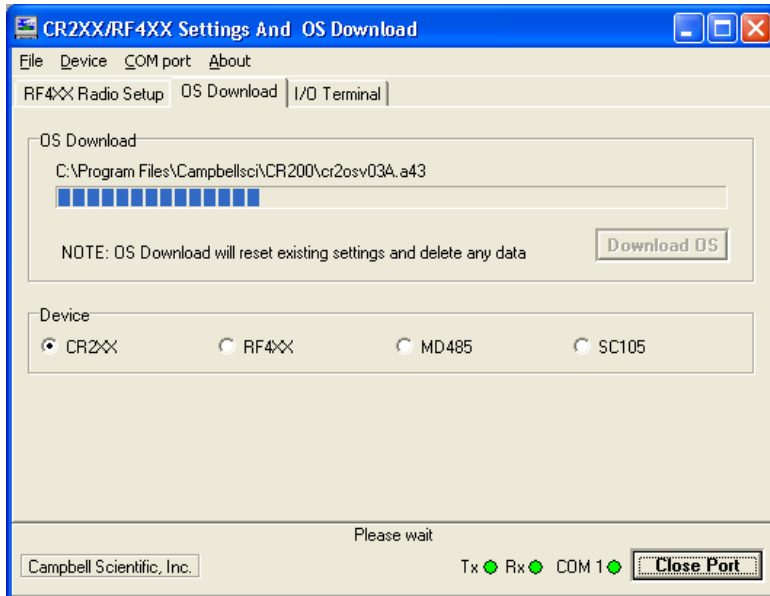 CR2XX/RF4XX Settings And OS Download
File Device COM port About
RF4XX Radio Setup OS Download I/O Terminal
OS Download
C:\Program Files\Campbellsci\CR200\cr2osv03A.a43
NOTE: OS Download will reset existing settings and delete any data
Download OS
Device
CR2XX RF4XX MD485 SC105
Please wait
Campbell Scientific, Inc. Tx Rx COM 1 Close Port